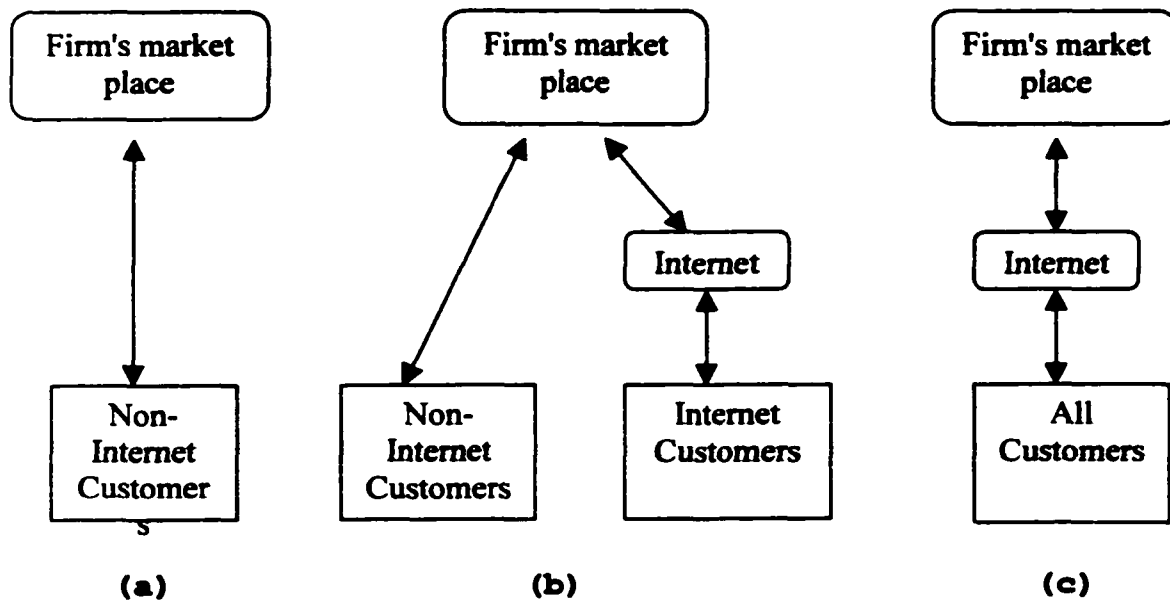 Firm's market
place
Non-
Internet
Customer
s
(a)
Firm's market
place
Internet
Non-
Internet
Customers
Internet
Customers
(b)
Firm's market
place
Internet
All
Customers
(c)